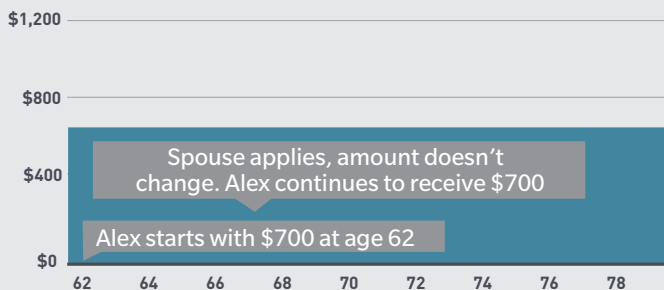 $1,200
$800
Spouse applies, amount doesn’t
change. Alex continues to receive $700
$400
Alex starts with $700 at age 62
$0
62 64 66 68 70 72 74 76 78